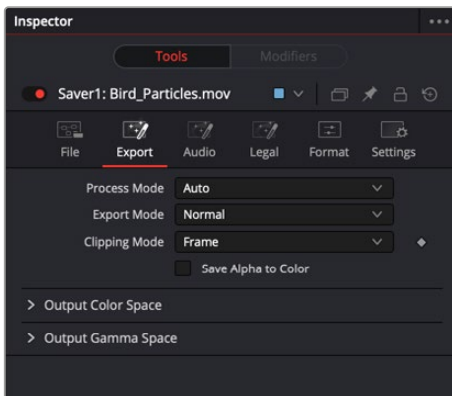 Inspector
Tools Modifiers
Saver1: Bird_Particles.mov
File Export Audio Legal Format Settings
Process Mode Auto
Export Mode Normal
Clipping Mode Frame
Save Alpha to Color
Output Color Space
Output Gamma Space